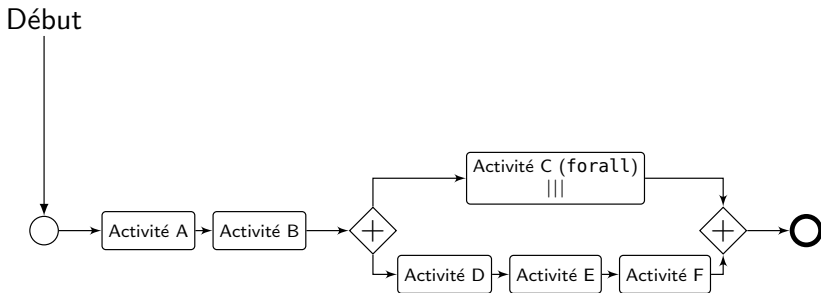 Début
Activité C (forall)
Activité A
Activité B
Activité D
Activité E
Activité F